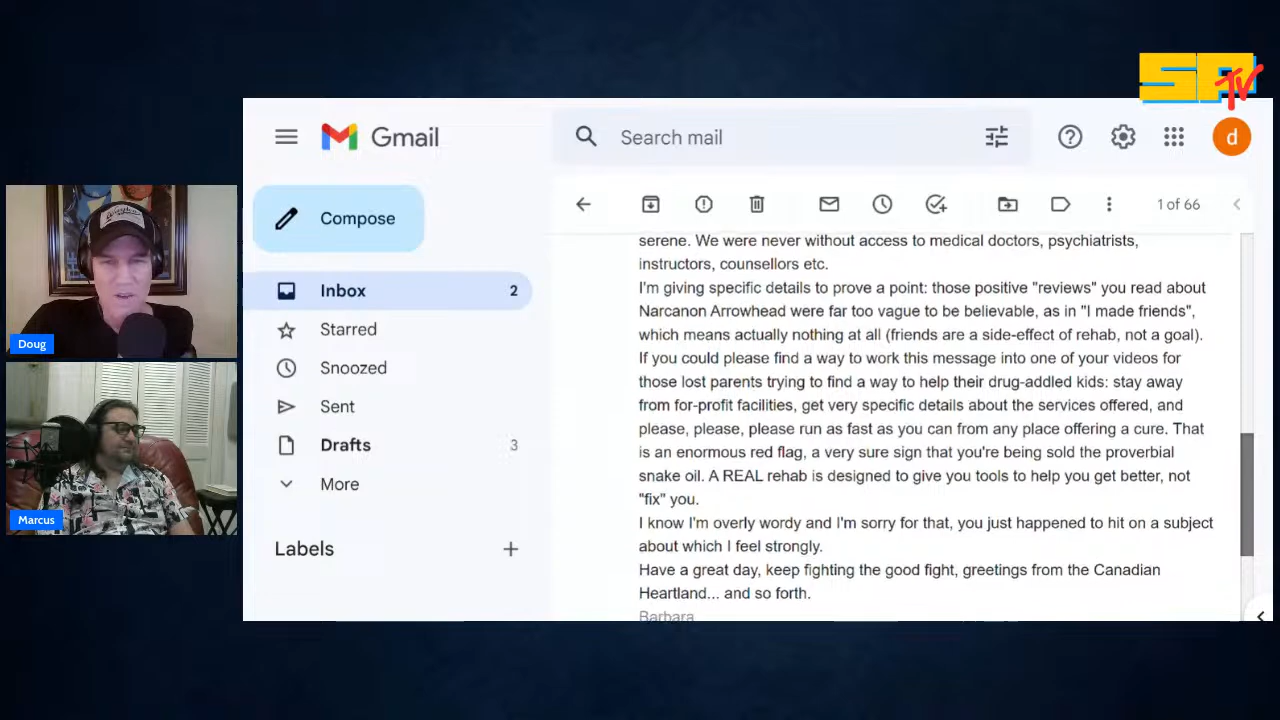 SP
TV
Gmail
Search mail
d
Compose
1 of 66
Inbox
2
Starred
Snoozed
Sent
Drafts
3
More
Labels
serene. We were never without access to medical doctors, psychiatrists,
instructors, counsellors etc.
I'm giving specific details to prove a point: those positive "reviews" you read about
Narcanon Arrowhead were far too vague to be believable, as in "I made friends",
which means actually nothing at all (friends are a side-effect of rehab, not a goal).
If you could please find a way to work this message into one of your videos for
those lost parents trying to find a way to help their drug-addled kids: stay away
from for-profit facilities, get very specific details about the services offered, and
please, please, please run as fast as you can from any place offering a cure. That
is an enormous red flag, a very sure sign that you're being sold the proverbial
snake oil. A REAL rehab is designed to give you tools to help you get better, not
"fix" you.
I know I'm overly wordy and I'm sorry for that, you just happened to hit on a subject
about which I feel strongly.
Have a great day, keep fighting the good fight, greetings from the Canadian
Heartland... and so forth.
Barbara
Doug
Marcus